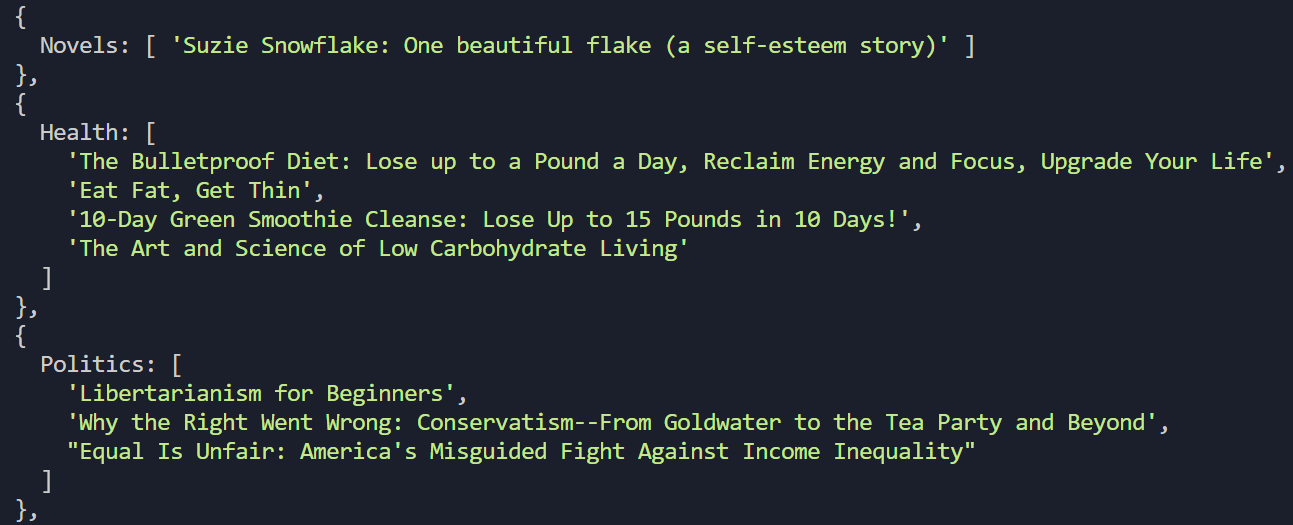 {
  Novels: [ 'Suzie Snowflake: One beautiful flake (a self-esteem story)' ]
},
{
  Health: [
    'The Bulletproof Diet: Lose up to a Pound a Day, Reclaim Energy and Focus, Upgrade Your Life',
    'Eat Fat, Get Thin',
    '10-Day Green Smoothie Cleanse: Lose Up to 15 Pounds in 10 Days!',
    'The Art and Science of Low Carbohydrate Living'
  ]
},
{
  Politics: [
    'Libertarianism for Beginners',
    'Why the Right Went Wrong: Conservatism--From Goldwater to the Tea Party and Beyond',
    "Equal Is Unfair: America's Misguided Fight Against Income Inequality"
  ]
},